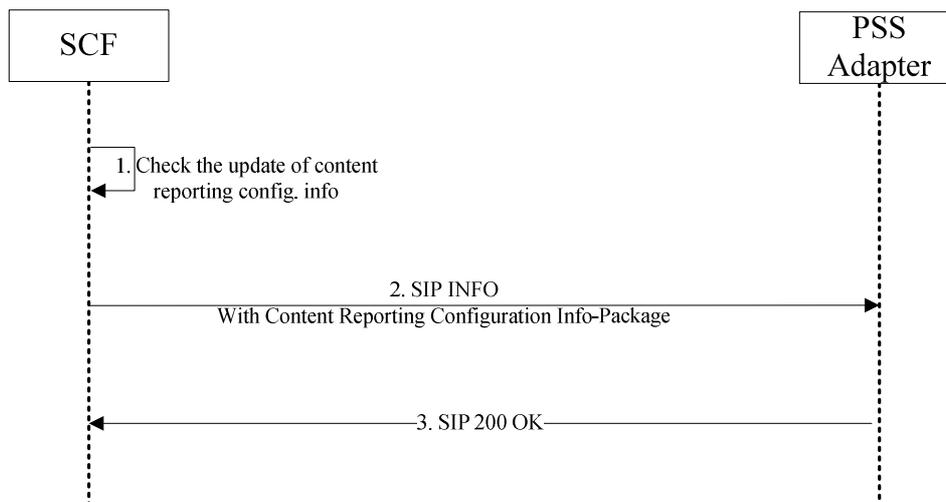 SCF
PSS
Adapter
1. Check the update of content
reporting config. info
2. SIP INFO
With Content Reporting Configuration Info-Package
3. SIP 200 OK